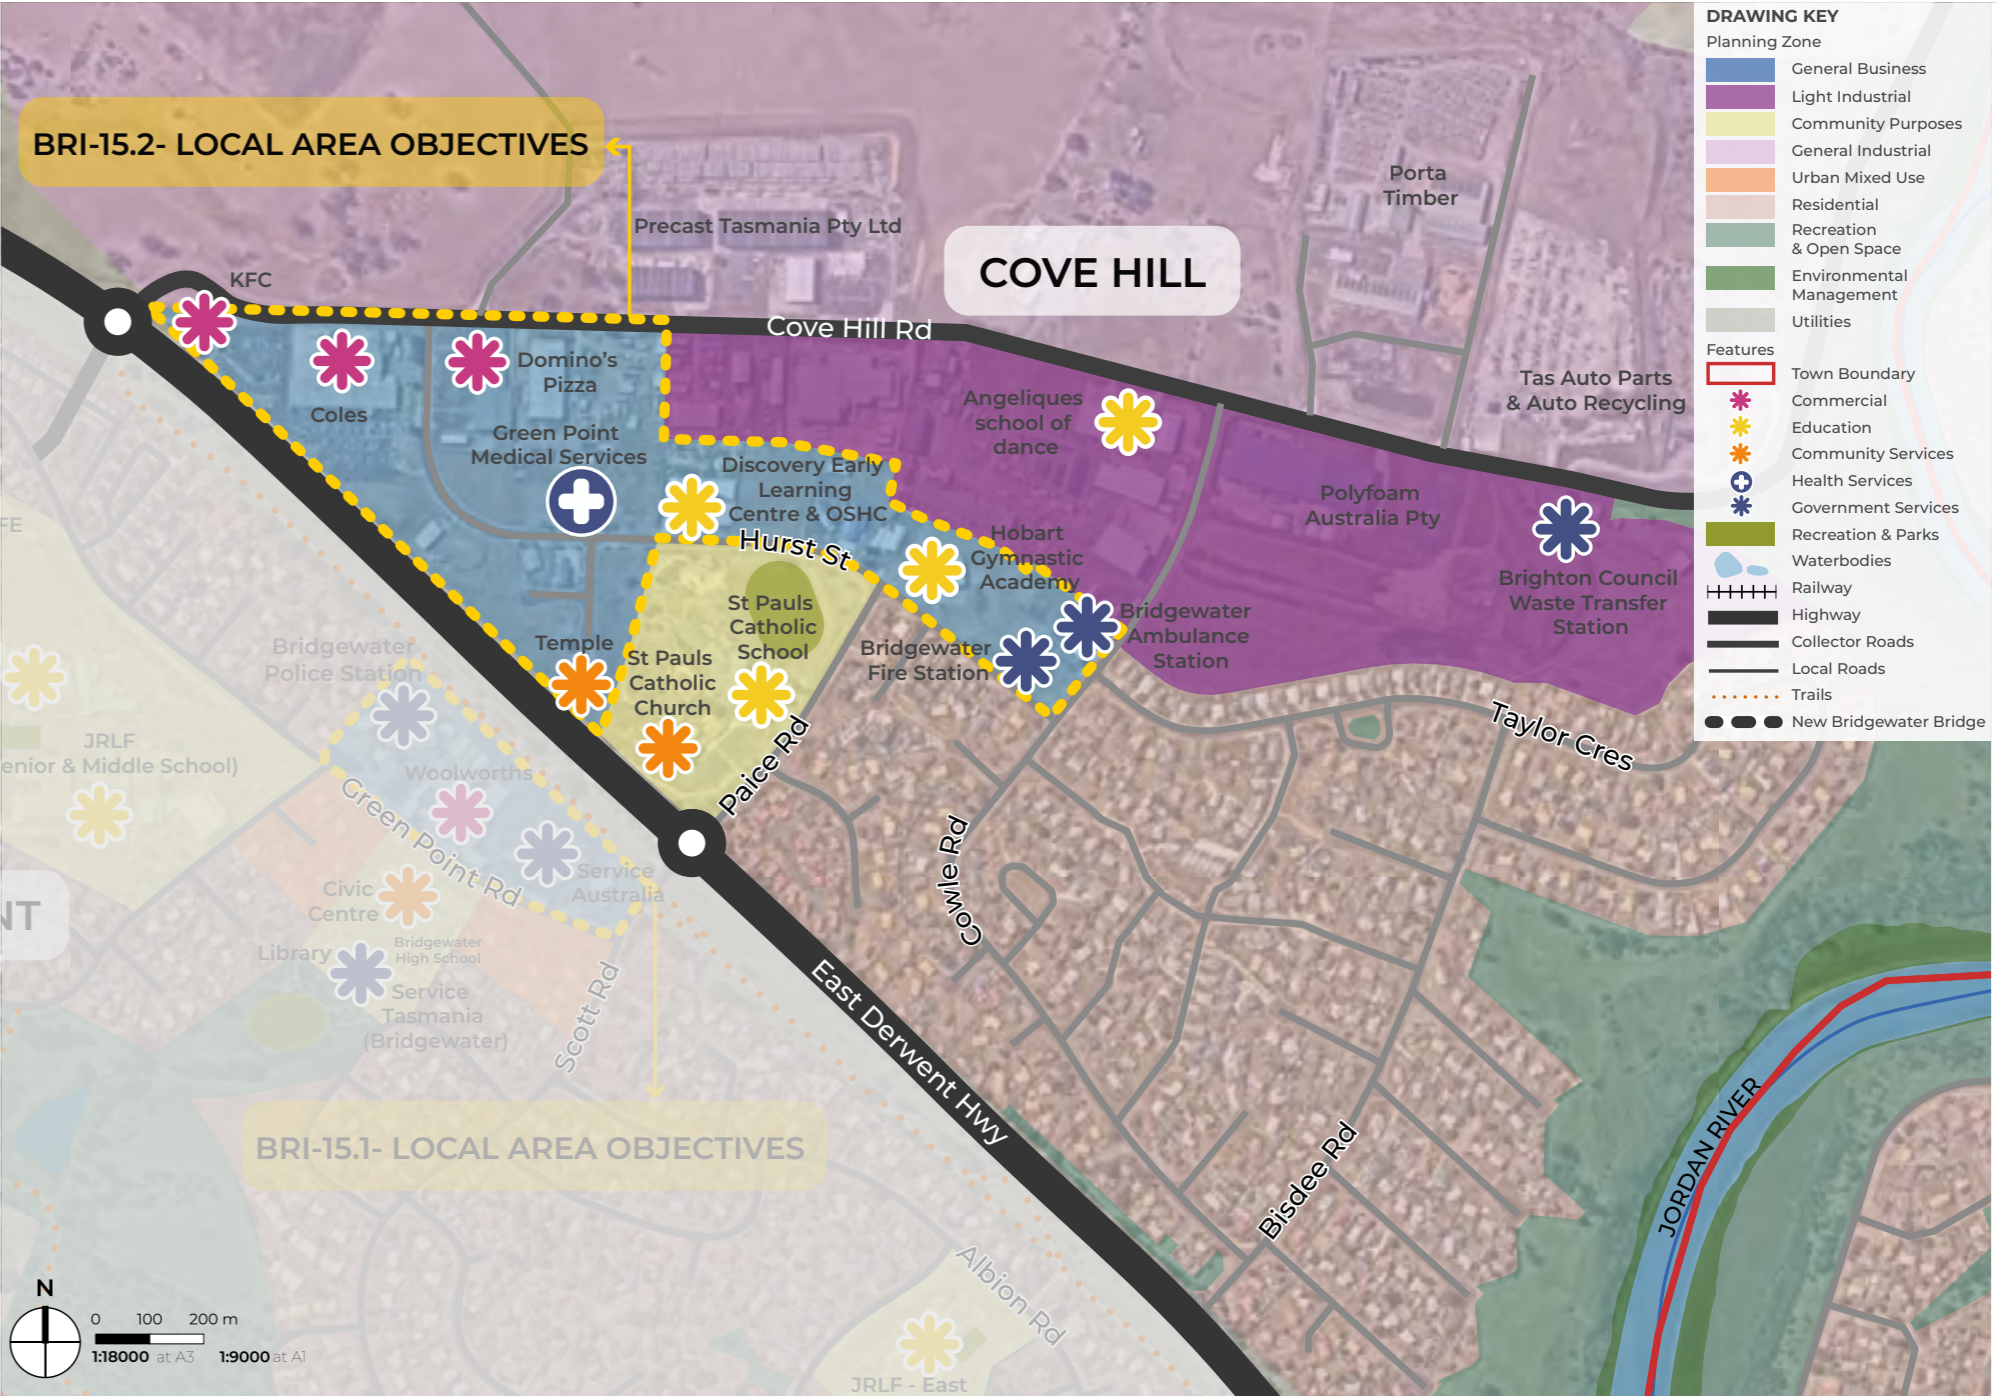 DRAWING KEY
Planning Zone
General Business
Light Industrial
Community Purposes
General Industrial
Urban Mixed Use
Residential
Recreation
& Open Space
Environmental
Management
Utilities
Features
Town Boundary
Commercial
Education
Community Services
Health Services
Government Services
Recreation & Parks
Waterbodies
Railway
Highway
Collector Roads
Local Roads
Trails
New Bridgewater Bridge
BRI-15.2- LOCAL AREA OBJECTIVES
Precast Tasmania Pty Ltd
Porta
Timber
COVE HILL
KFC
Cove Hill Rd
Domino's
Pizza
Coles
Tas Auto Parts
& Auto Recycling
Angeliques
school of
dance
Green Point
Medical Services
Discovery Early
Learning
Centre & OSHC
Polyfoam
Australia Pty
Hurst St
Hobart
Gymnastic
Academy
Brighton Council
Waste Transfer
Station
FE
St Pauls
Catholic
School
Bridgewater
Ambulance
Station
Temple
Bridgewater
Fire Station
St Pauls
Catholic
Church
Bridgewater
Police Station
Paice Rd
Taylor Cres
JRLF
enior & Middle School)
Woolworths
Green Point Rd
Service
Australia
Cowle Rd
Civic
Centre
NT
Library
Bridgewater
High School
Service
Tasmania
(Bridgewater)
Scott Rd
East Derwent Hwy
BRI-15.1- LOCAL AREA OBJECTIVES
Bisdee Rd
JORDAN RIVER
Albion Rd
JRLF - East
N
0 100 200 m
1:18000 at A3 1:9000 at A1